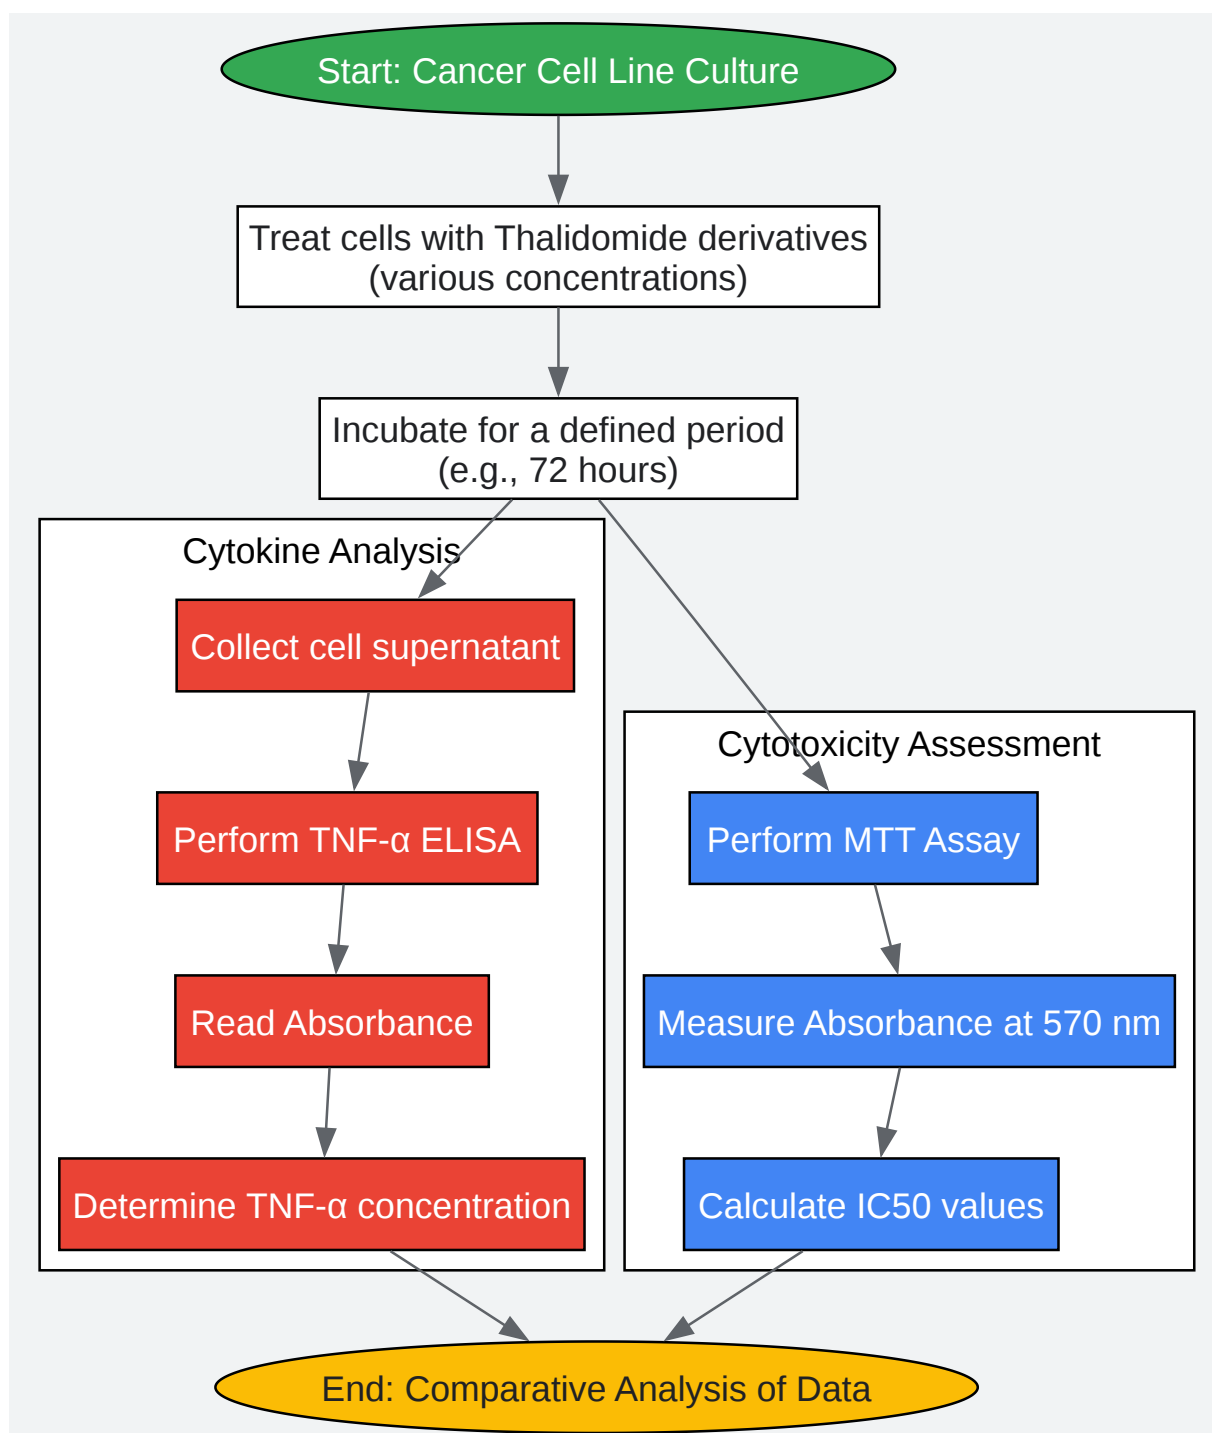 Start: Cancer Cell Line Culture
Treat cells with Thalidomide derivatives
(various concentrations)
Incubate for a defined period
(e.g., 72 hours)
Cytokine Analysis
Collect cell supernatant
Perform TNF-α ELISA
Read Absorbance
Determine TNF-α concentration
Cytotoxicity Assessment
Perform MTT Assay
Measure Absorbance at 570 nm
Calculate IC50 values
End: Comparative Analysis of Data